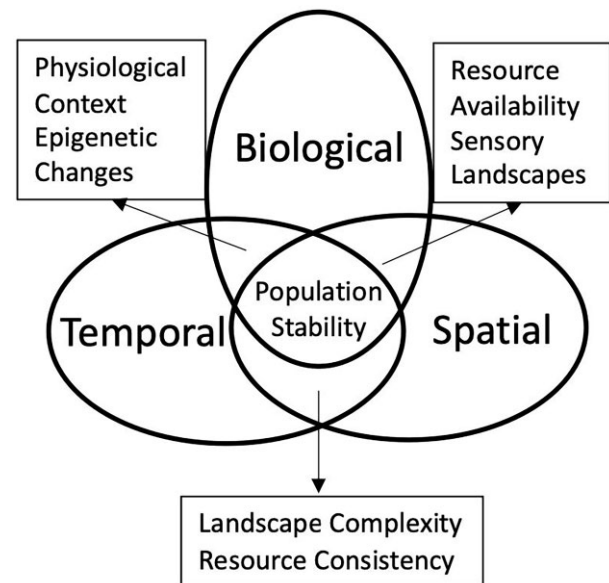 Physiological
Context
Epigenetic
Changes
Biological
Resource
Availability
Sensory
Landscapes
Temporal
Population
Stability
Spatial
Landscape Complexity
Resource Consistency